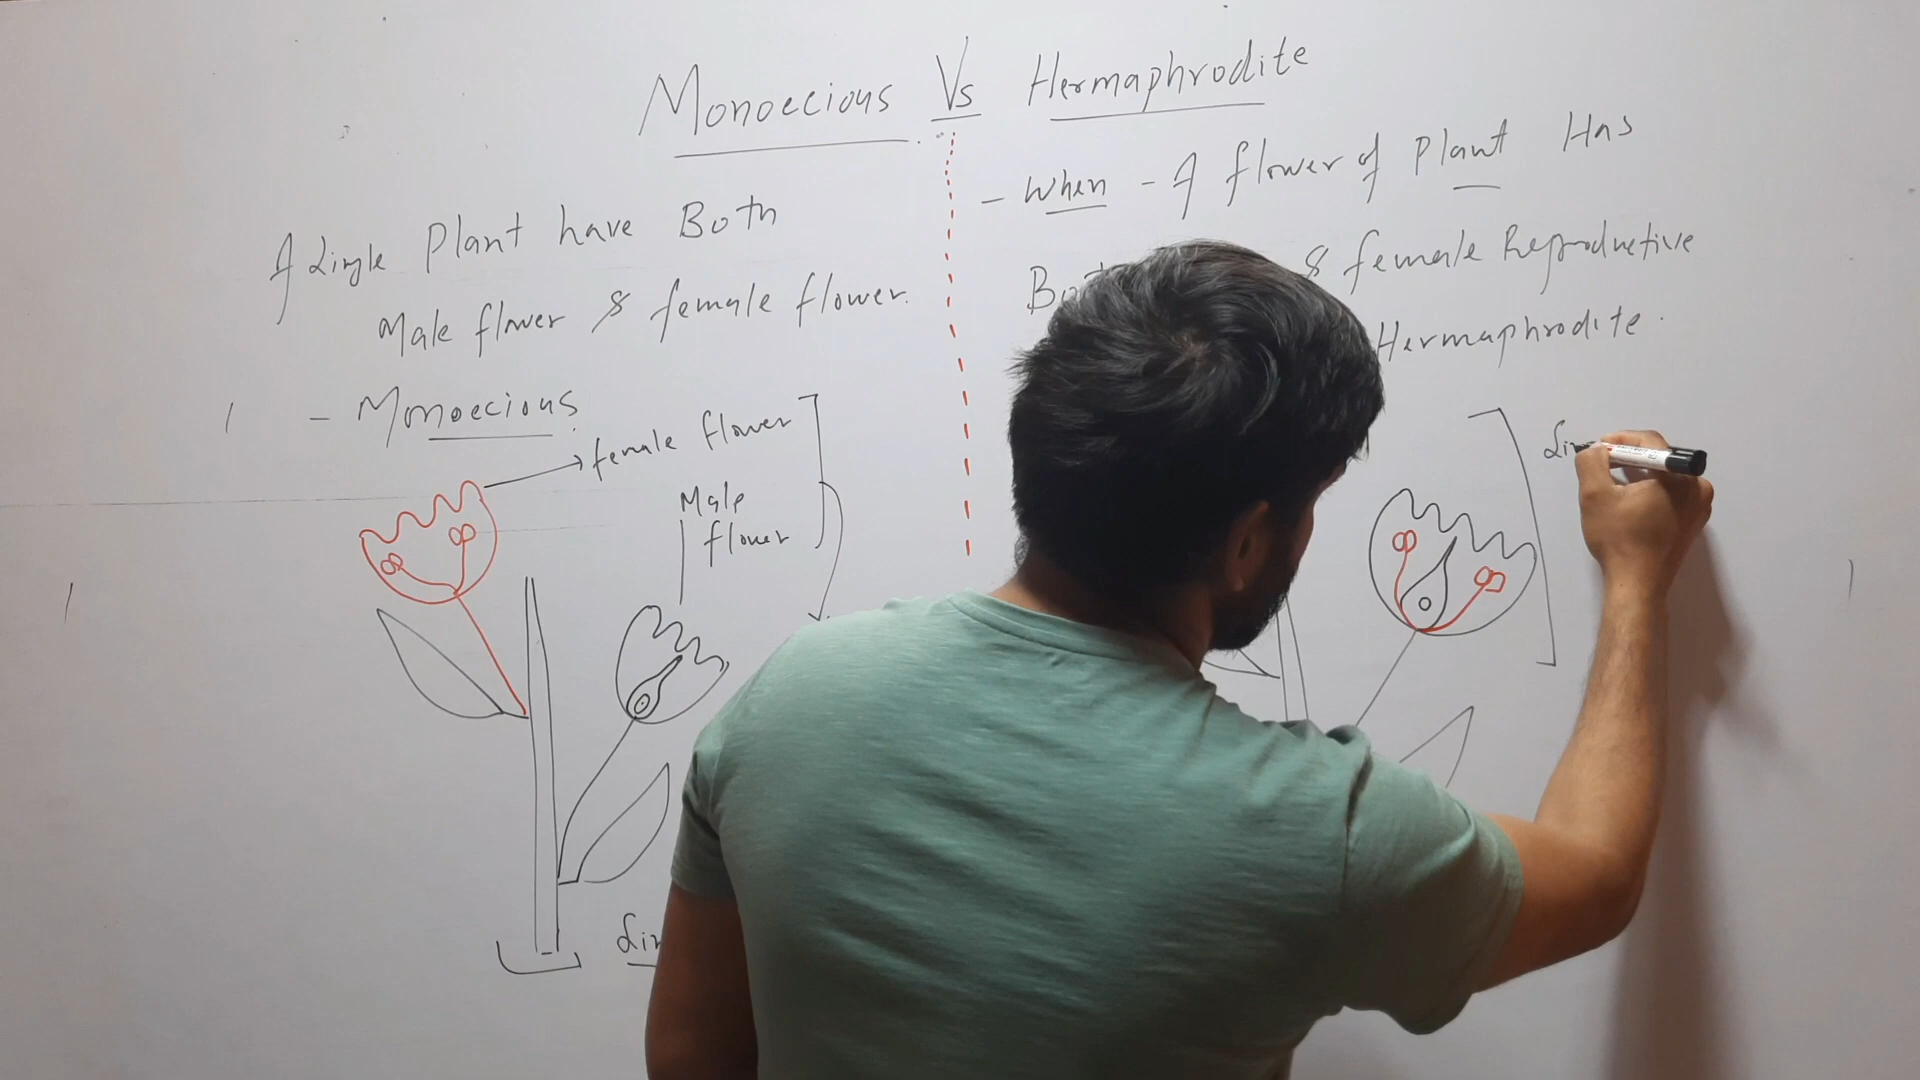 Monoecious Vs Hermaphrodite
A Single Plant have Both
Male flower & female flower.
- Monoecious
female flower
Male
flower
- When - A flower of Plant Has
& female Reproductive
Hermaphrodite.